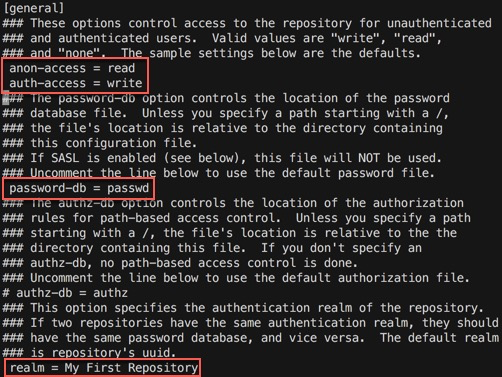 [general]
### These options control access to the repository for unauthenticated
### and authenticated users.  Valid values are "write", "read",
### and "none".  The sample settings below are the defaults.
anon-access = read
auth-access = write
### The password-db option controls the location of the password
### database file.  Unless you specify a path starting with a /,
### the file's location is relative to the directory containing
### this configuration file.
### If SASL is enabled (see below), this file will NOT be used.
### Uncomment the line below to use the default password file.
password-db = passwd
### The authz-db option controls the location of the authorization
### rules for path-based access control.  Unless you specify a path
### starting with a /, the file's location is relative to the the
### directory containing this file.  If you don't specify an
### authz-db, no path-based access control is done.
### Uncomment the line below to use the default authorization file.
# authz-db = authz
### This option specifies the authentication realm of the repository.
### If two repositories have the same authentication realm, they should
### have the same password database, and vice versa.  The default realm
### is repository's uuid.
realm = My First Repository